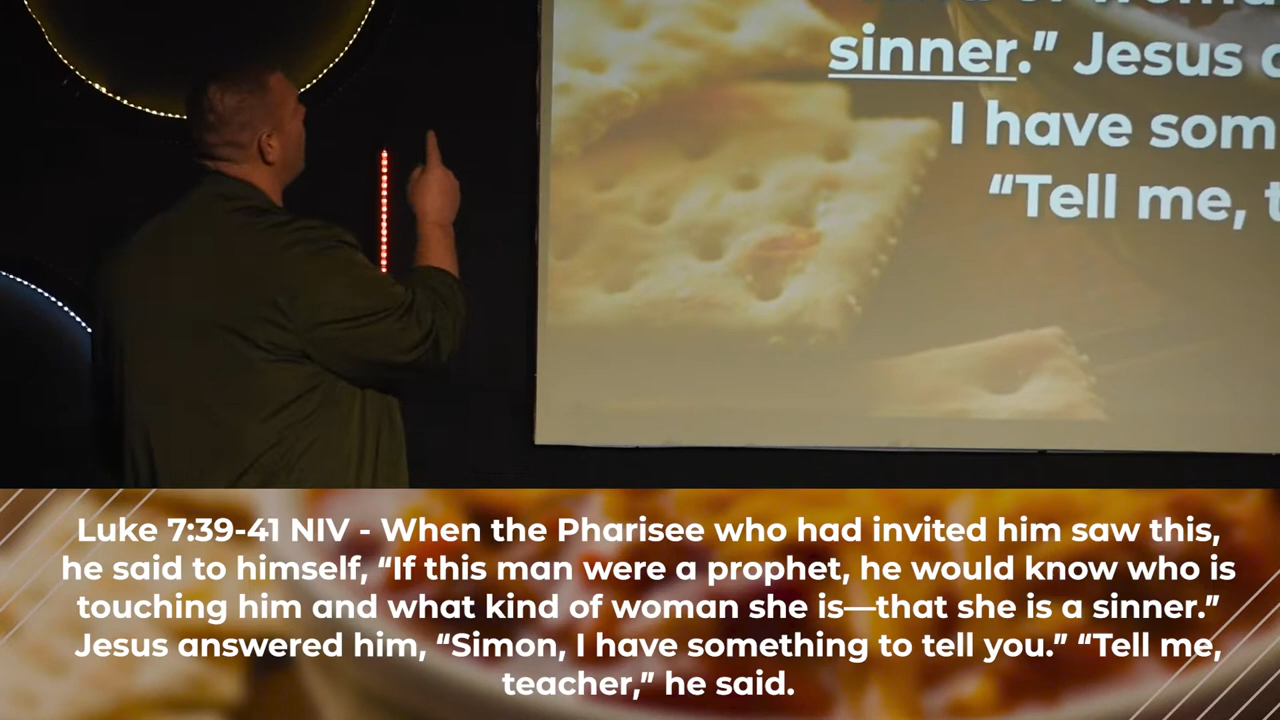 sinner.” Jesus
I have som
“Tell me,
Luke 7:39-41 NIV - When the Pharisee who had invited him saw this,
he said to himself, “If this man were a prophet, he would know who is
touching him and what kind of woman she is—that she is a sinner.”
Jesus answered him, “Simon, I have something to tell you.” “Tell me,
teacher,” he said.